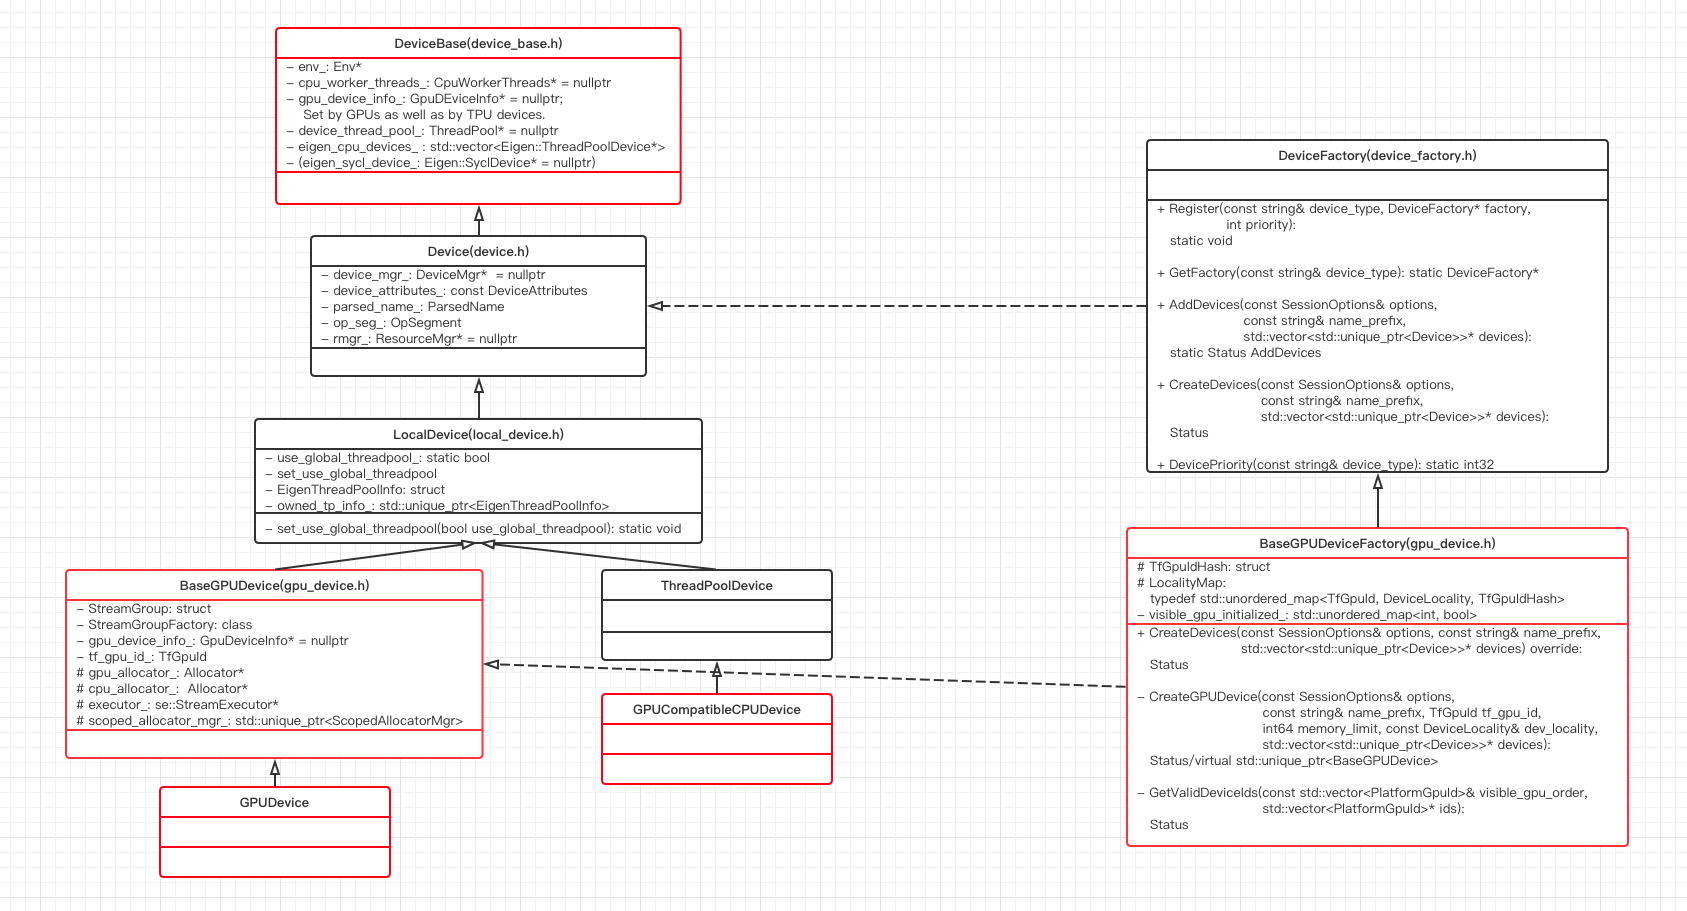 DeviceBase(device_base.h)
– env_: Env*
– cpu_worker_threads_: CpuWorkerThreads* = nullptr
– gpu_device_info_: GpuDEviceInfo* = nullptr;
Set by GPUs as well as by TPU devices.
– device_thread_pool_: ThreadPool* = nullptr
– eigen_cpu_devices_ : std::vector<Eigen::ThreadPoolDevice*>
– (eigen_sycl_device_: Eigen::SyclDevice* = nullptr)
Device(device.h)
– device_mgr_: DeviceMgr*  = nullptr
– device_attributes_: const DeviceAttributes
– parsed_name_: ParsedName
– op_seg_: OpSegment
– rmgr_: ResourceMgr* = nullptr
LocalDevice(local_device.h)
– use_global_threadpool_: static bool
– set_use_global_threadpool
– EigenThreadPoolInfo: struct
– owned_tp_info_: std::unique_ptr<EigenThreadPoolInfo>
– set_use_global_threadpool(bool use_global_threadpool): static void
BaseGPUDevice(gpu_device.h)
– StreamGroup: struct
– StreamGroupFactory: class
– gpu_device_info_: GpuDeviceInfo* = nullptr
– tf_gpu_id_: TfGpuId
# gpu_allocator_: Allocator*
# cpu_allocator_:  Allocator*
# executor_: se::StreamExecutor*
# scoped_allocator_mgr_: std::unique_ptr<ScopedAllocatorMgr>
GPUDevice
ThreadPoolDevice
GPUCompatibleCPUDevice
DeviceFactory(device_factory.h)
+ Register(const string& device_type, DeviceFactory* factory,
int priority):
static void
+ GetFactory(const string& device_type): static DeviceFactory*
+ AddDevices(const SessionOptions& options,
const string& name_prefix,
std::vector<std::unique_ptr<Device>>* devices):
static Status AddDevices
+ CreateDevices(const SessionOptions& options,
const string& name_prefix,
std::vector<std::unique_ptr<Device>>* devices):
Status
+ DevicePriority(const string& device_type): static int32
BaseGPUDeviceFactory(gpu_device.h)
# TfGpuIdHash: struct
# LocalityMap:
typedef std::unordered_map<TfGpuId, DeviceLocality, TfGpuIdHash>
– visible_gpu_initialized_: std::unordered_map<int, bool>
+ CreateDevices(const SessionOptions& options, const string& name_prefix,
std::vector<std::unique_ptr<Device>>* devices) override:
Status
– CreateGPUDevice(const SessionOptions& options,
const string& name_prefix, TfGpuId tf_gpu_id,
int64 memory_limit, const DeviceLocality& dev_locality,
std::vector<std::unique_ptr<Device>>* devices):
Status/virtual std::unique_ptr<BaseGPUDevice>
– GetValidDeviceIds(const std::vector<PlatformGpuId>& visible_gpu_order,
std::vector<PlatformGpuId>* ids):
Status